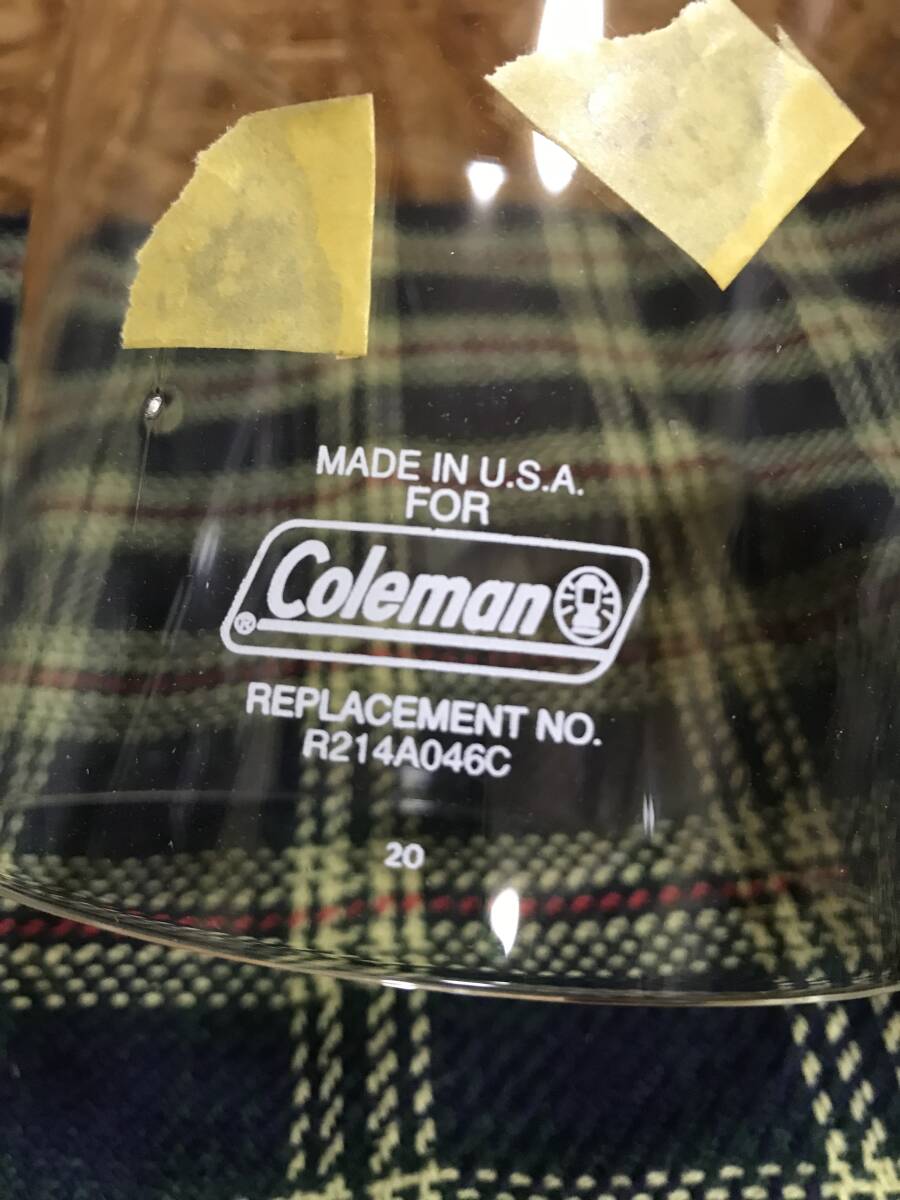 MADE IN U.S.A.
FOR
Coleman
®
REPLACEMENT NO.
R214A046C
20